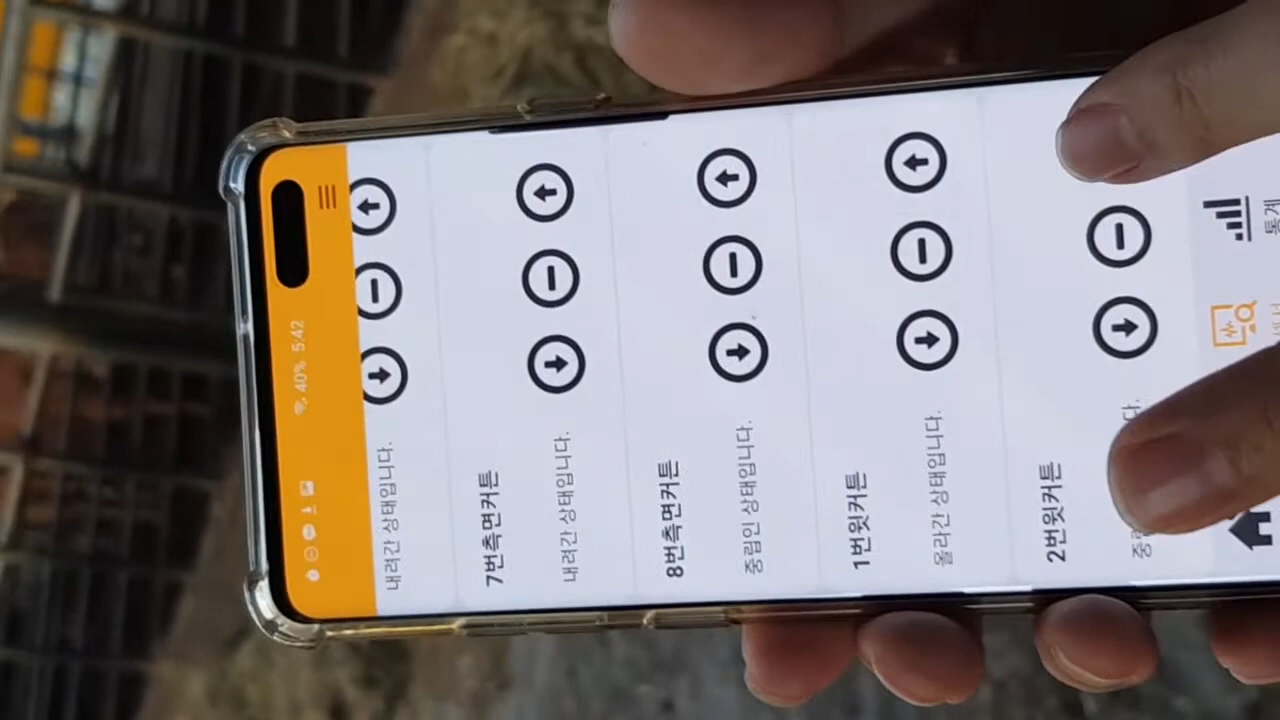 40% 5:42
내려간 상태입니다.
7번측면커튼
내려간 상태입니다.
8번측면커튼
중립인 상태입니다.
1번윗커튼
올라간 상태입니다.
2번윗커튼
통계